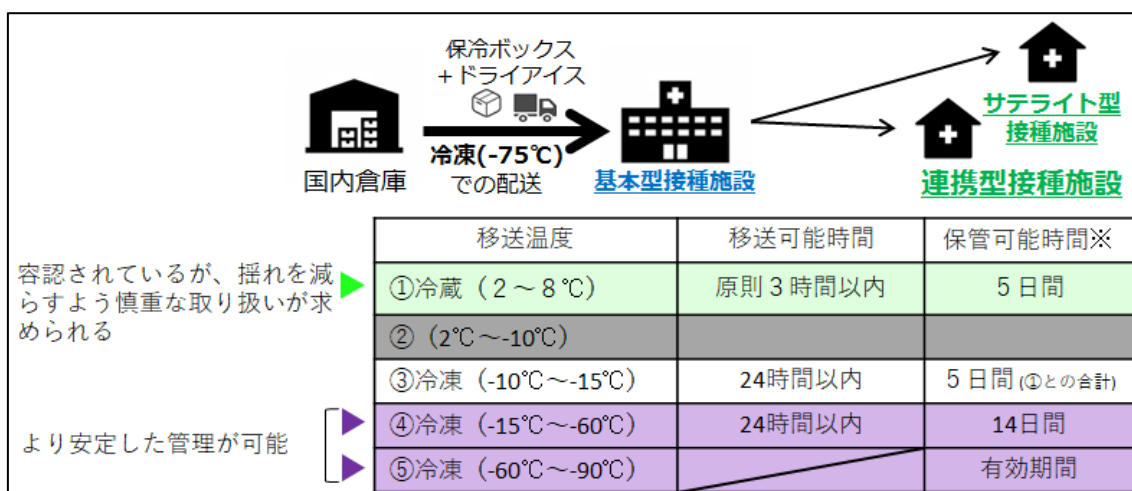 保冷ボックス
＋ドライアイス
冷凍(-75℃)
での配送
国内倉庫
基本型接種施設
サテライト型
接種施設
連携型接種施設
移送温度 移送可能時間 保管可能時間※
容認されているが、揺れを減
らすよう慎重な取り扱いが求
められる
①冷蔵（２～８℃） 原則３時間以内 ５日間
②（2℃～-10℃）
③冷凍（-10℃～-15℃） 24時間以内 ５日間(①との合計)
より安定した管理が可能
④冷凍（-15℃～-60℃） 24時間以内 14日間
⑤冷凍（-60℃～-90℃） 有効期間